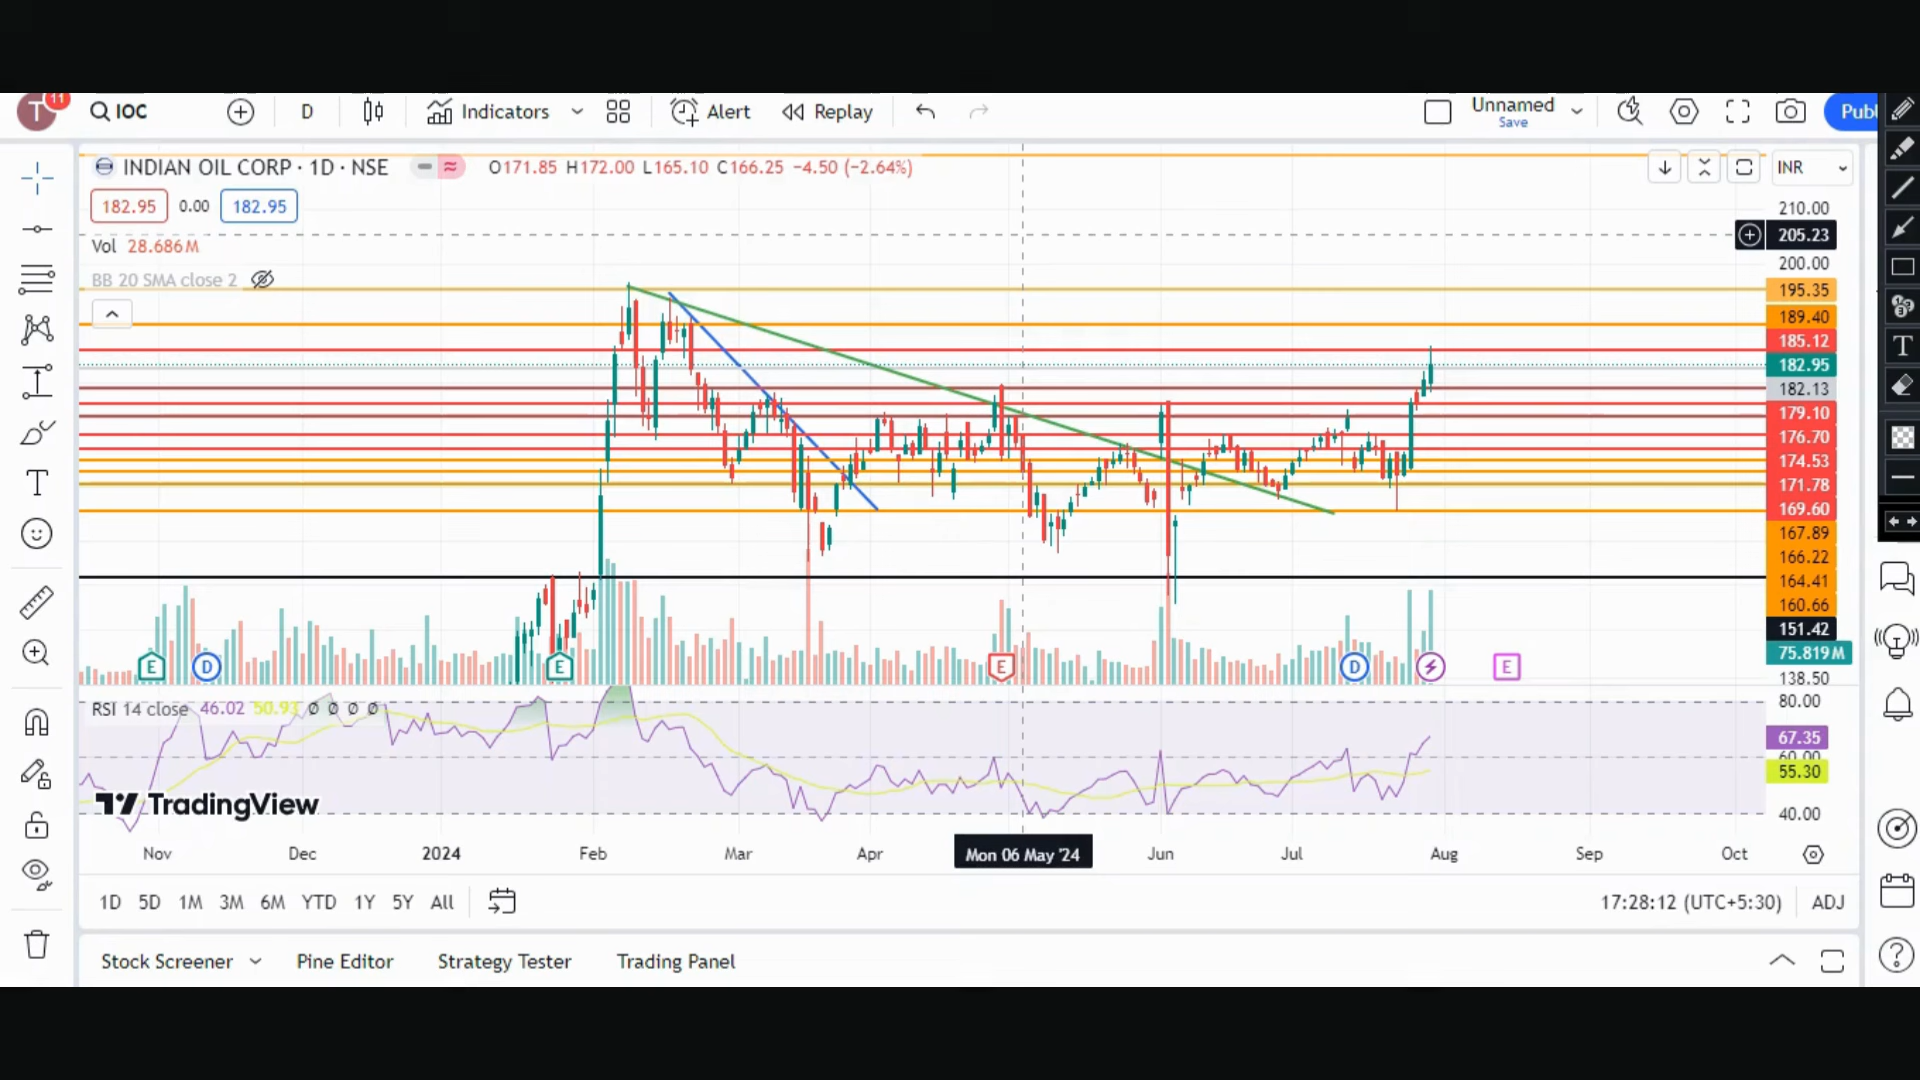 T 11 IOC D Indicators Alert Replay Unnamed Save Publ
INDIAN OIL CORP · 1D · NSE O171.85 H172.00 L165.10 C166.25 −4.50 (−2.64%) INR
182.95 0.00 182.95
Vol 28.686M
BB 20 SMA close 2
210.00
205.23
200.00
195.35
189.40
185.12
182.95
182.13
179.10
176.70
174.53
171.78
169.60
167.89
166.22
164.41
160.66
151.42
75.819M
138.50
E D E E D E
RSI 14 close 46.02 50.93 Ø Ø Ø Ø
80.00
67.35
60.00
55.30
40.00
TradingView
Nov Dec 2024 Feb Mar Apr Mon 06 May '24 Jun Jul Aug Sep Oct
1D 5D 1M 3M 6M YTD 1Y 5Y All 17:28:12 (UTC+5:30) ADJ
Stock Screener Pine Editor Strategy Tester Trading Panel